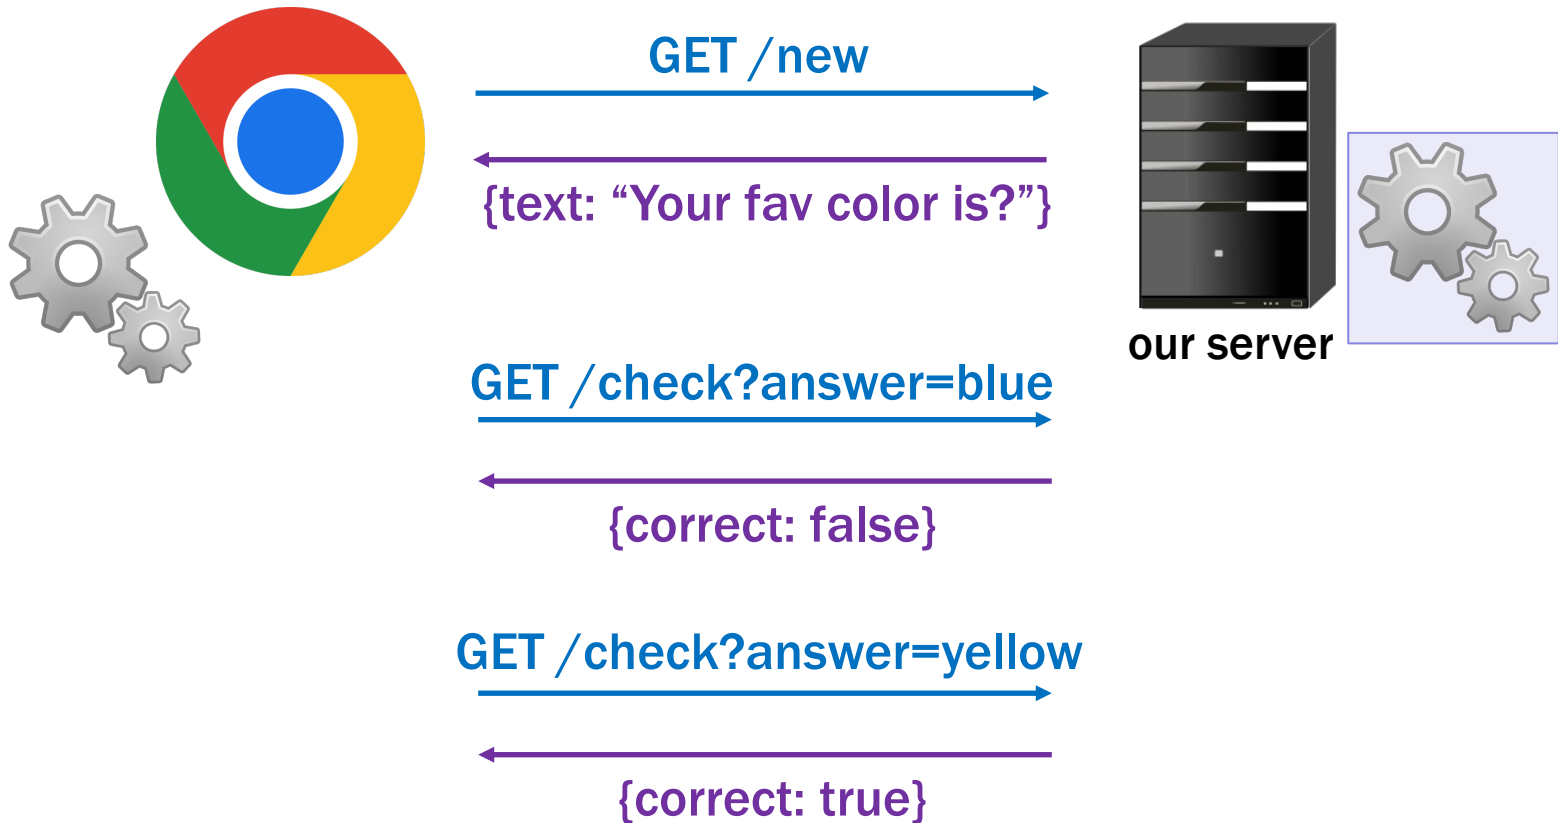 GET /new
{text: “Your fav color is?”}
our server
GET /check?answer=blue
{correct: false}
GET /check?answer=yellow
{correct: true}